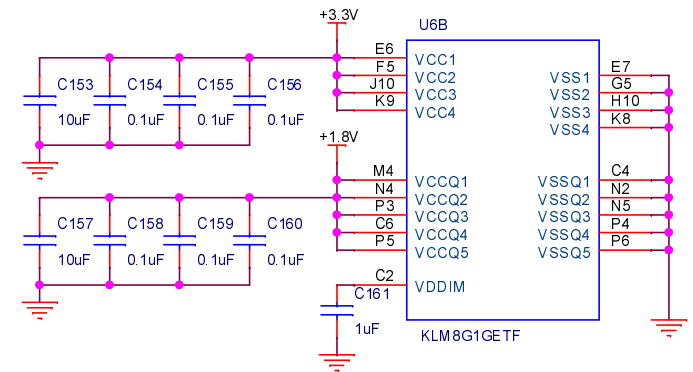 +3.3V
U6B
E6 VCC1
F5 VCC2
J10 VCC3
K9 VCC4
VSS1 E7
VSS2 G5
VSS3 H10
VSS4 K8
C153 C154 C155 C156
10uF 0.1uF 0.1uF 0.1uF
+1.8V
M4 VCCQ1
N4 VCCQ2
P3 VCCQ3
C6 VCCQ4
P5 VCCQ5
VSSQ1 C4
VSSQ2 N2
VSSQ3 N5
VSSQ4 P4
VSSQ5 P6
C157 C158 C159 C160
10uF 0.1uF 0.1uF 0.1uF
C2 VDDIM
C161
1uF
KLM8G1GETF